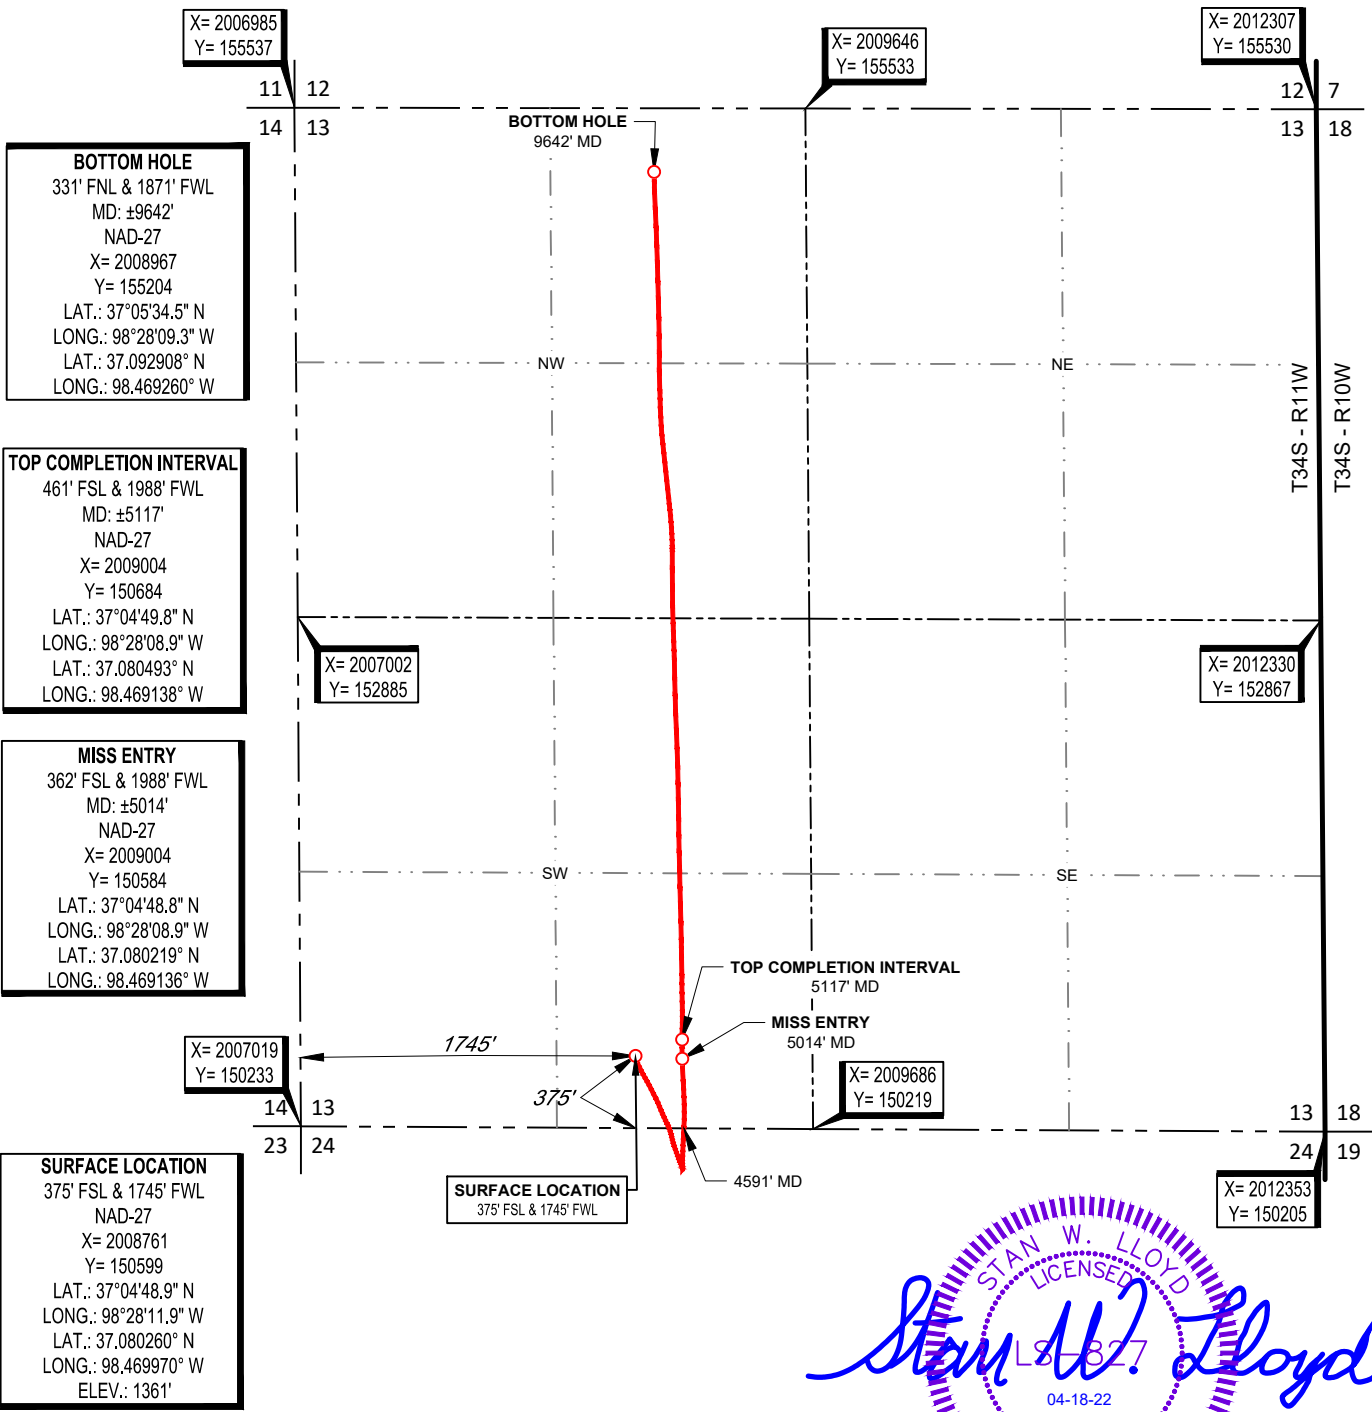 X= 2006985
Y= 155537
X= 2009646
Y= 155533
X= 2012307
Y= 155530
11 12
14 13
12 7
13 18
BOTTOM HOLE
9642' MD
BOTTOM HOLE
331' FNL & 1871' FWL
MD: ±9642'
NAD-27
X= 2008967
Y= 155204
LAT.: 37°05'34.5" N
LONG.: 98°28'09.3" W
LAT.: 37.092908° N
LONG.: 98.469260° W
NW
NE
T34S - R11W
T34S - R10W
TOP COMPLETION INTERVAL
461' FSL & 1988' FWL
MD: ±5117'
NAD-27
X= 2009004
Y= 150684
LAT.: 37°04'49.8" N
LONG.: 98°28'08.9" W
LAT.: 37.080493° N
LONG.: 98.469138° W
X= 2007002
Y= 152885
X= 2012330
Y= 152867
MISS ENTRY
362' FSL & 1988' FWL
MD: ±5014'
NAD-27
X= 2009004
Y= 150584
LAT.: 37°04'48.8" N
LONG.: 98°28'08.9" W
LAT.: 37.080219° N
LONG.: 98.469136° W
SW
SE
TOP COMPLETION INTERVAL
5117' MD
MISS ENTRY
5014' MD
X= 2007019
Y= 150233
1745'
375'
X= 2009686
Y= 150219
14 13
23 24
13 18
24 19
4591' MD
SURFACE LOCATION
375' FSL & 1745' FWL
X= 2012353
Y= 150205
SURFACE LOCATION
375' FSL & 1745' FWL
NAD-27
X= 2008761
Y= 150599
LAT.: 37°04'48.9" N
LONG.: 98°28'11.9" W
LAT.: 37.080260° N
LONG.: 98.469970° W
ELEV.: 1361'
STAN W. LLOYD
LICENSED
LS-827
Stan W. Lloyd
04-18-22